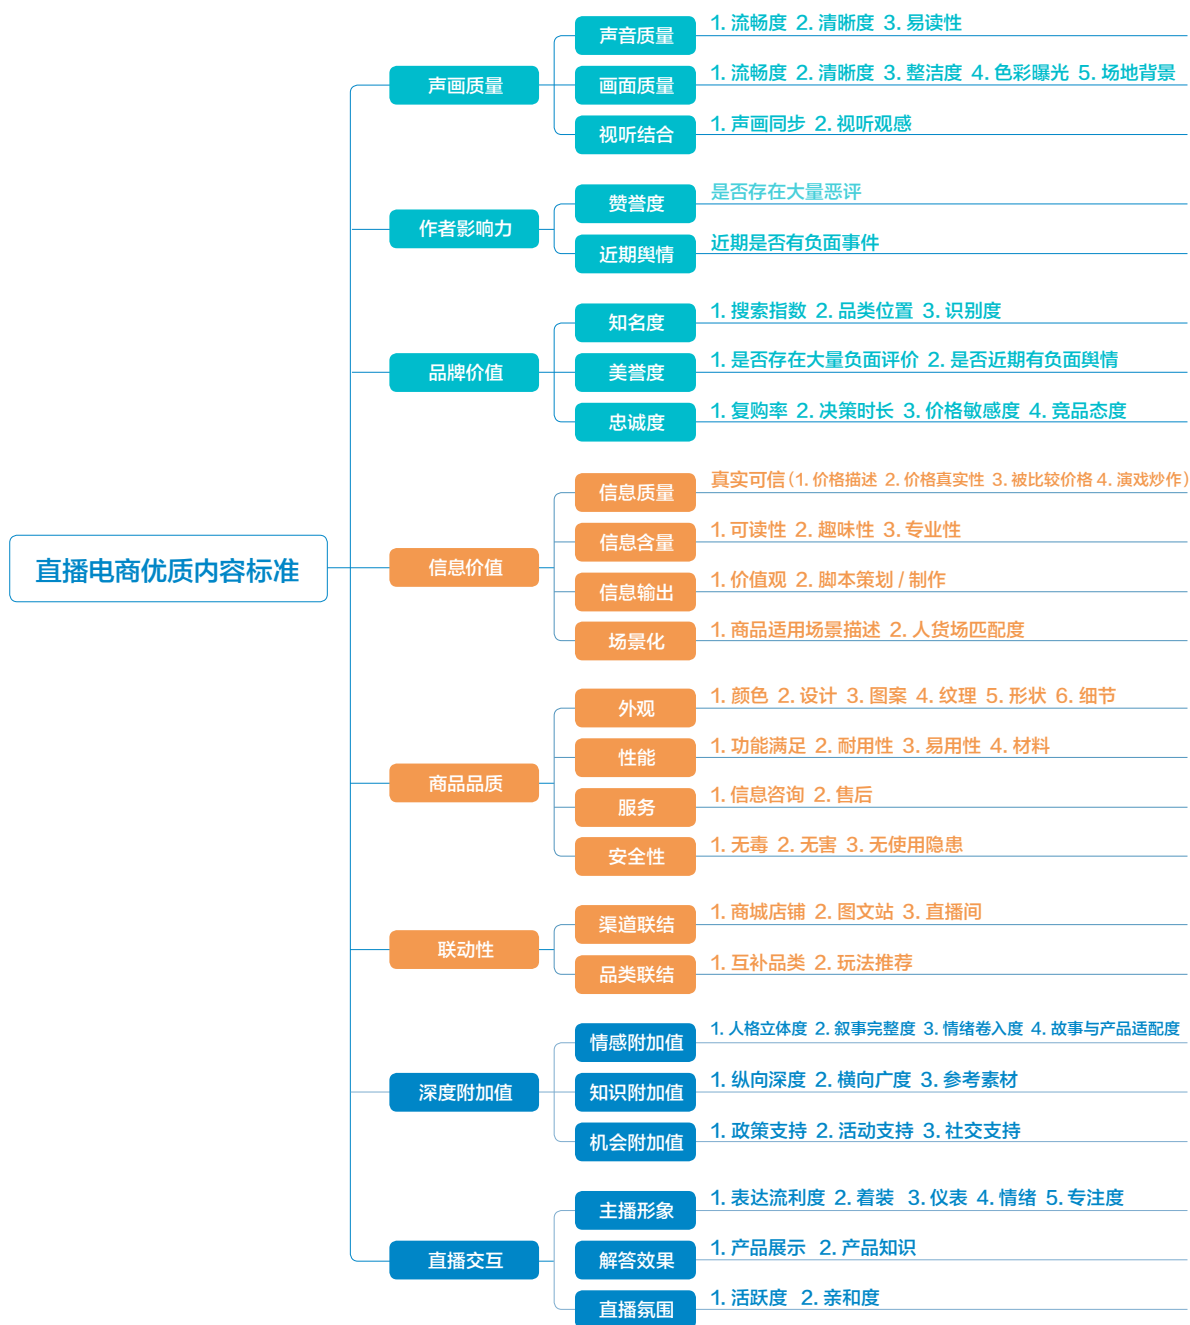 直播电商优质内容标准
声画质量
声音质量
1. 流畅度 2. 清晰度 3. 易读性
画面质量
1. 流畅度 2. 清晰度 3. 整洁度 4. 色彩曝光 5. 场地背景
视听结合
1. 声画同步 2. 视听观感
作者影响力
赞誉度
是否存在大量恶评
近期舆情
近期是否有负面事件
品牌价值
知名度
1. 搜索指数 2. 品类位置 3. 识别度
美誉度
1. 是否存在大量负面评价 2. 是否近期有负面舆情
忠诚度
1. 复购率 2. 决策时长 3. 价格敏感度 4. 竞品态度
信息价值
信息质量
真实可信（1. 价格描述 2. 价格真实性 3. 被比较价格 4. 演戏炒作）
信息含量
1. 可读性 2. 趣味性 3. 专业性
信息输出
1. 价值观 2. 脚本策划 / 制作
场景化
1. 商品适用场景描述 2. 人货场匹配度
商品品质
外观
1. 颜色 2. 设计 3. 图案 4. 纹理 5. 形状 6. 细节
性能
1. 功能满足 2. 耐用性 3. 易用性 4. 材料
服务
1. 信息咨询 2. 售后
安全性
1. 无毒 2. 无害 3. 无使用隐患
联动性
渠道联结
1. 商城店铺 2. 图文站 3. 直播间
品类联结
1. 互补品类 2. 玩法推荐
深度附加值
情感附加值
1. 人格立体度 2. 叙事完整度 3. 情绪卷入度 4. 故事与产品适配度
知识附加值
1. 纵向深度 2. 横向广度 3. 参考素材
机会附加值
1. 政策支持 2. 活动支持 3. 社交支持
直播交互
主播形象
1. 表达流利度 2. 着装 3. 仪表 4. 情绪 5. 专注度
解答效果
1. 产品展示 2. 产品知识
直播氛围
1. 活跃度 2. 亲和度